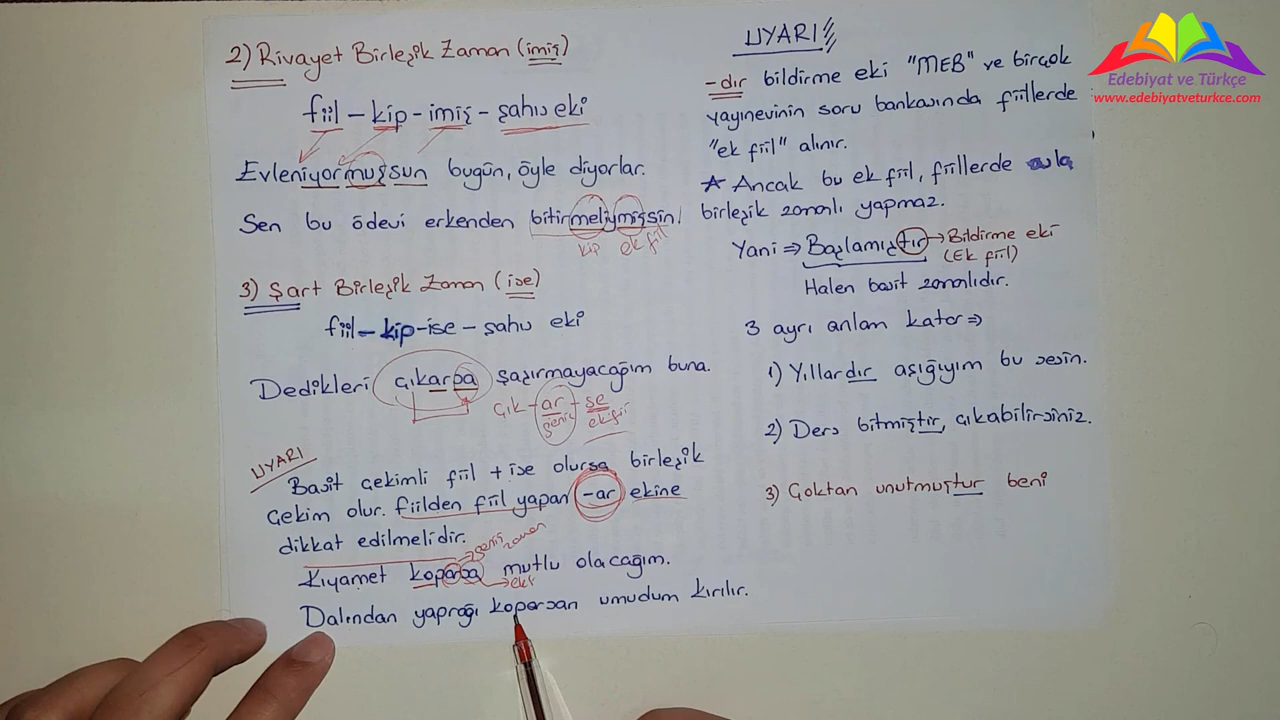 2) Rivayet Birleşik Zaman (imiş)
fiil - kip - imiş - şahıs eki
Evleniyormuşsun bugün, öyle diyorlar.
Sen bu ödevi erkenden bitirmeliymişsin.
kip ek fiil
3) Şart Birleşik Zaman (ise)
fiil - kip - ise - şahıs eki
Dedikleri çıkarsa şaşırmayacağım buna.
çık - ar - se
geniş ek fiil
UYARI
Basit çekimli fiil + ise olursa birleşik
çekim olur. Fiilden fiil yapan -ar ekine
dikkat edilmelidir.
geniş zaman
Kıyamet koparsa mutlu olacağım.
Dalından yaprağı koparsan umudum kırılır.
UYARI
-dır bildirme eki "MEB" ve birçok
yayınevinin soru bankasında fiillerde
"ek fiil" alınır.
Ancak bu ek fiil, fiillerde asla
birleşik zamanlı yapmaz.
Yani ⇒ Başlamıştır → Bildirme eki
(Ek fiil)
Halen basit zamanlıdır.
3 ayrı anlam katar ⇒
1) Yıllardır aşığıyım bu sesin.
2) Ders bitmiştir, çıkabilirsiniz.
3) Çoktan unutmuştur beni
Edebiyat ve Türkçe
www.edebiyatveturkce.com